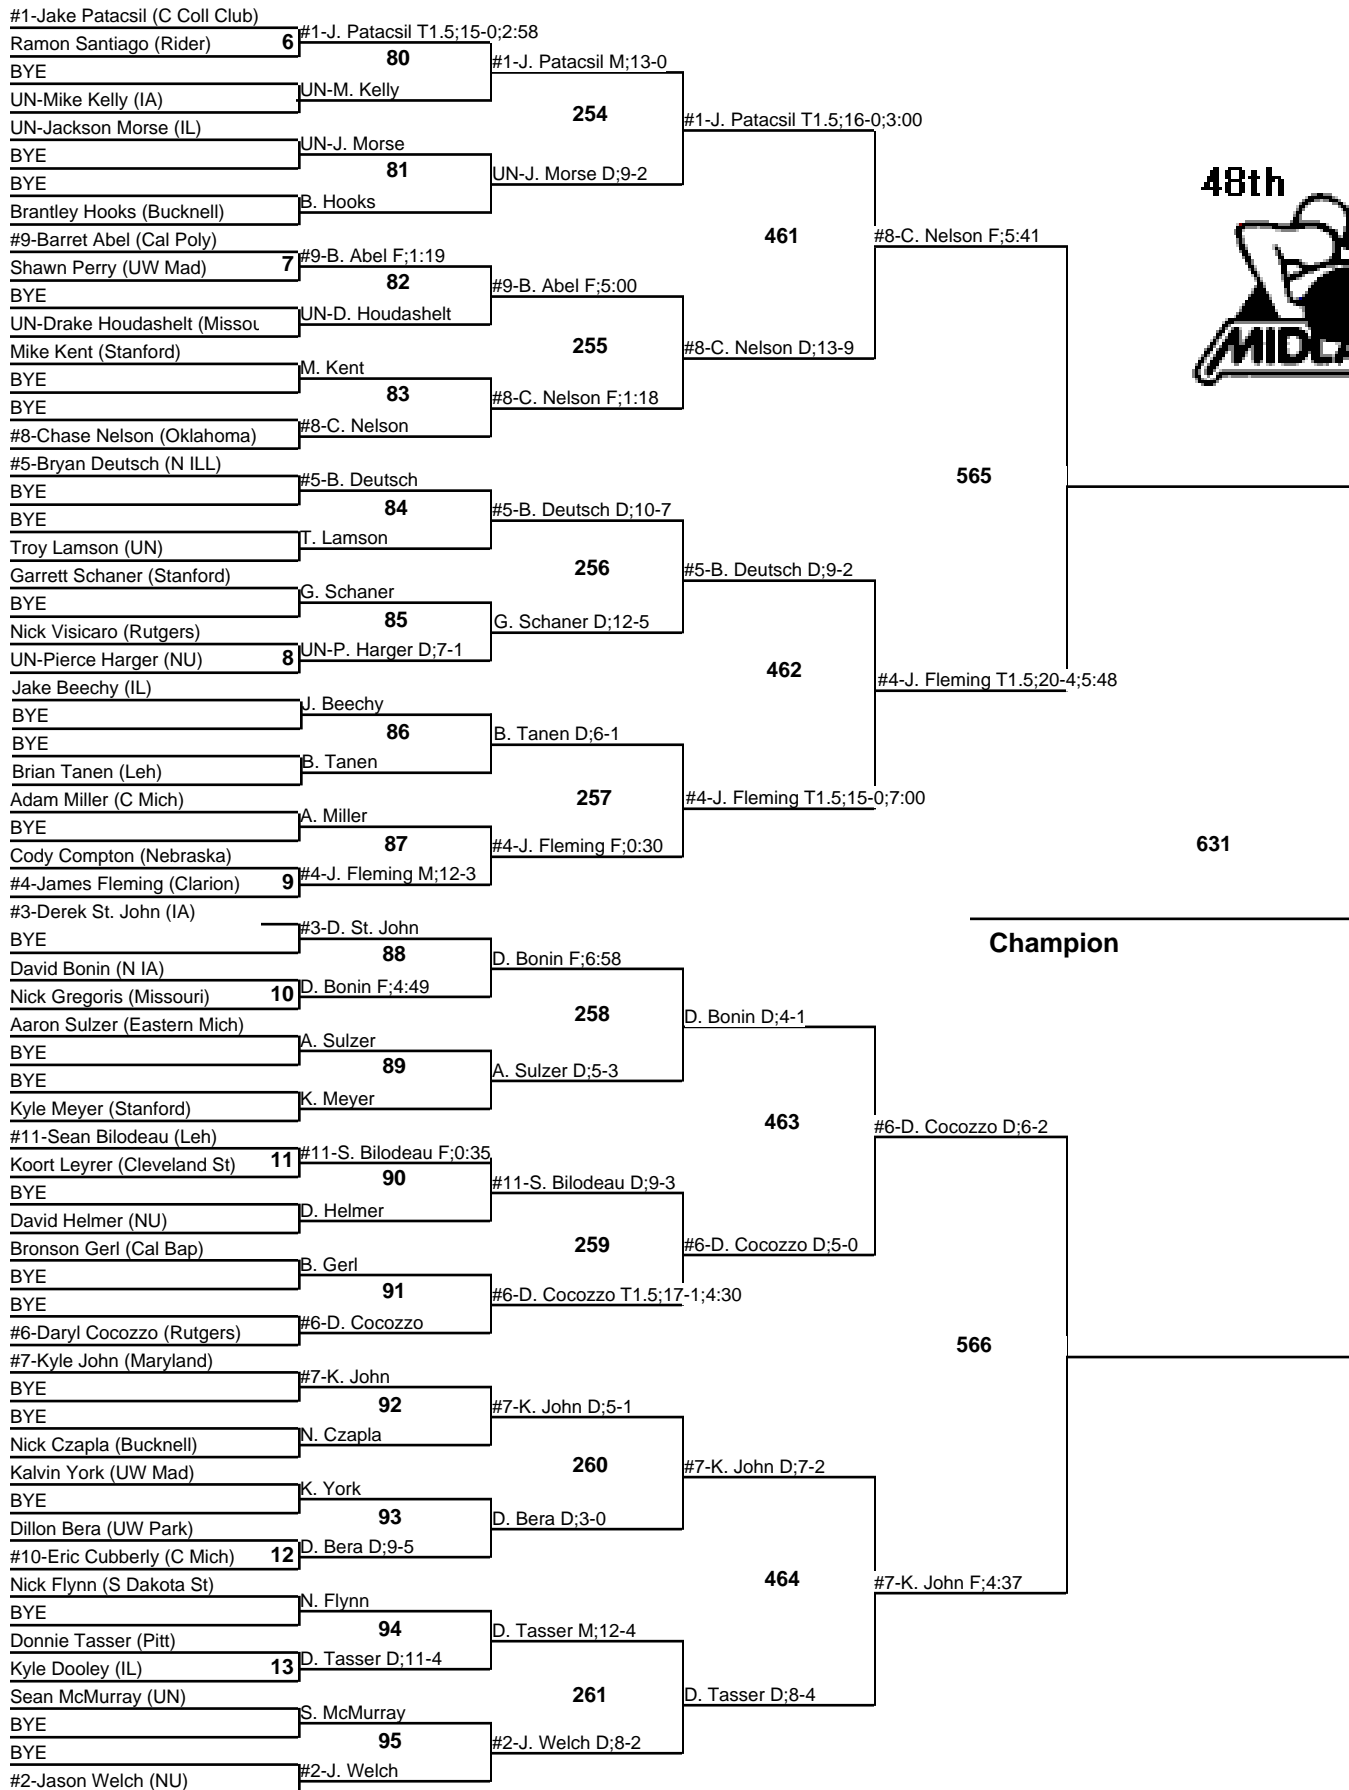 #1-Jake Patacsil (C Coll Club)
Ramon Santiago (Rider)
BYE
UN-Mike Kelly (IA)
UN-Jackson Morse (IL)
BYE
BYE
Brantley Hooks (Bucknell)
#9-Barret Abel (Cal Poly)
Shawn Perry (UW Mad)
BYE
UN-Drake Houdashelt (Missou
Mike Kent (Stanford)
BYE
BYE
#8-Chase Nelson (Oklahoma)
#5-Bryan Deutsch (N ILL)
BYE
BYE
Troy Lamson (UN)
Garrett Schaner (Stanford)
BYE
Nick Visicaro (Rutgers)
UN-Pierce Harger (NU)
Jake Beechy (IL)
BYE
BYE
Brian Tanen (Leh)
Adam Miller (C Mich)
BYE
Cody Compton (Nebraska)
#4-James Fleming (Clarion)
#3-Derek St. John (IA)
BYE
David Bonin (N IA)
Nick Gregoris (Missouri)
Aaron Sulzer (Eastern Mich)
BYE
BYE
Kyle Meyer (Stanford)
#11-Sean Bilodeau (Leh)
Koort Leyrer (Cleveland St)
BYE
David Helmer (NU)
Bronson Gerl (Cal Bap)
BYE
BYE
#6-Daryl Cocozzo (Rutgers)
#7-Kyle John (Maryland)
BYE
BYE
Nick Czapla (Bucknell)
Kalvin York (UW Mad)
BYE
Dillon Bera (UW Park)
#10-Eric Cubberly (C Mich)
Nick Flynn (S Dakota St)
BYE
Donnie Tasser (Pitt)
Kyle Dooley (IL)
Sean McMurray (UN)
BYE
BYE
#2-Jason Welch (NU)
6
7
8
9
10
11
12
13
#1-J. Patacsil T1.5;15-0;2:58
80
UN-M. Kelly
UN-J. Morse
81
B. Hooks
#9-B. Abel F;1:19
82
UN-D. Houdashelt
M. Kent
83
#8-C. Nelson
#5-B. Deutsch
84
T. Lamson
G. Schaner
85
UN-P. Harger D;7-1
J. Beechy
86
B. Tanen
A. Miller
87
#4-J. Fleming M;12-3
#3-D. St. John
88
D. Bonin F;4:49
A. Sulzer
89
K. Meyer
#11-S. Bilodeau F;0:35
90
D. Helmer
B. Gerl
91
#6-D. Cocozzo
#7-K. John
92
N. Czapla
K. York
93
D. Bera D;9-5
N. Flynn
94
D. Tasser D;11-4
S. McMurray
95
#2-J. Welch
#1-J. Patacsil M;13-0
254
UN-J. Morse D;9-2
#9-B. Abel F;5:00
255
#8-C. Nelson F;1:18
#5-B. Deutsch D;10-7
256
G. Schaner D;12-5
B. Tanen D;6-1
257
#4-J. Fleming F;0:30
D. Bonin F;6:58
258
A. Sulzer D;5-3
#11-S. Bilodeau D;9-3
259
#6-D. Cocozzo T1.5;17-1;4:30
#7-K. John D;5-1
260
D. Bera D;3-0
D. Tasser M;12-4
261
#2-J. Welch D;8-2
#1-J. Patacsil T1.5;16-0;3:00
461
#8-C. Nelson D;13-9
#5-B. Deutsch D;9-2
462
#4-J. Fleming T1.5;15-0;7:00
D. Bonin D;4-1
463
#6-D. Cocozzo D;5-0
#7-K. John D;7-2
464
D. Tasser D;8-4
#8-C. Nelson F;5:41
565
#4-J. Fleming T1.5;20-4;5:48
#6-D. Cocozzo D;6-2
566
#7-K. John F;4:37
48th
MIDLA
631
Champion